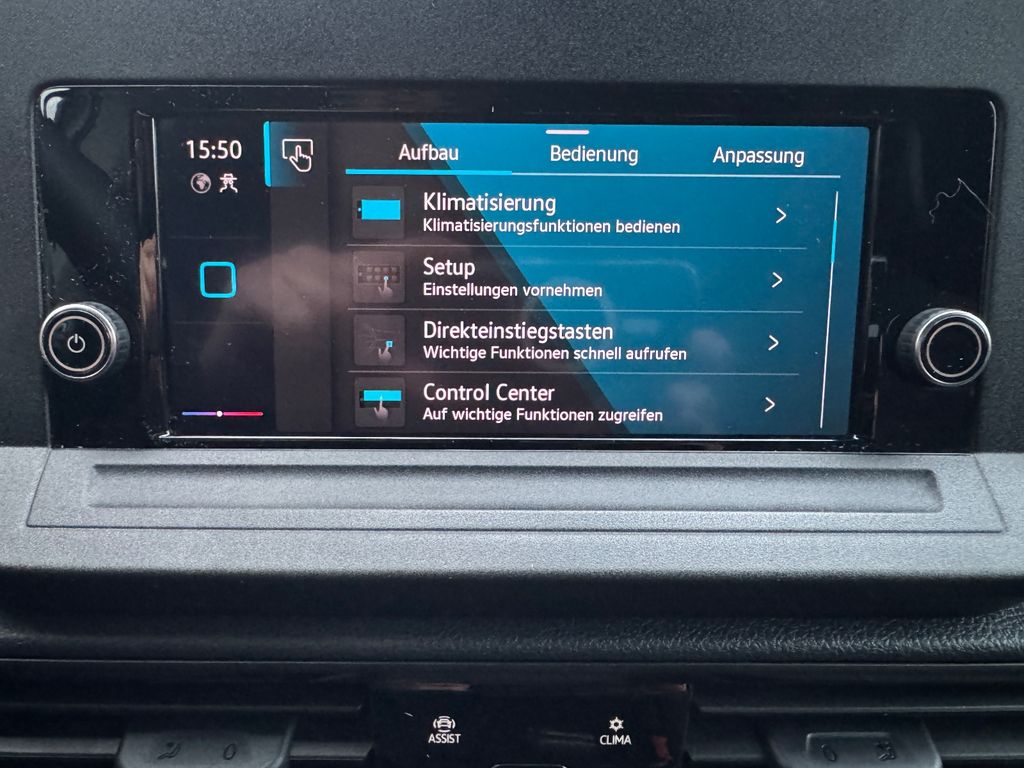 15:50
Aufbau Bedienung Anpassung
Klimatisierung
Klimatisierungsfunktionen bedienen
Setup
Einstellungen vornehmen
Direkteinstiegstasten
Wichtige Funktionen schnell aufrufen
Control Center
Auf wichtige Funktionen zugreifen
ASSIST CLIMA